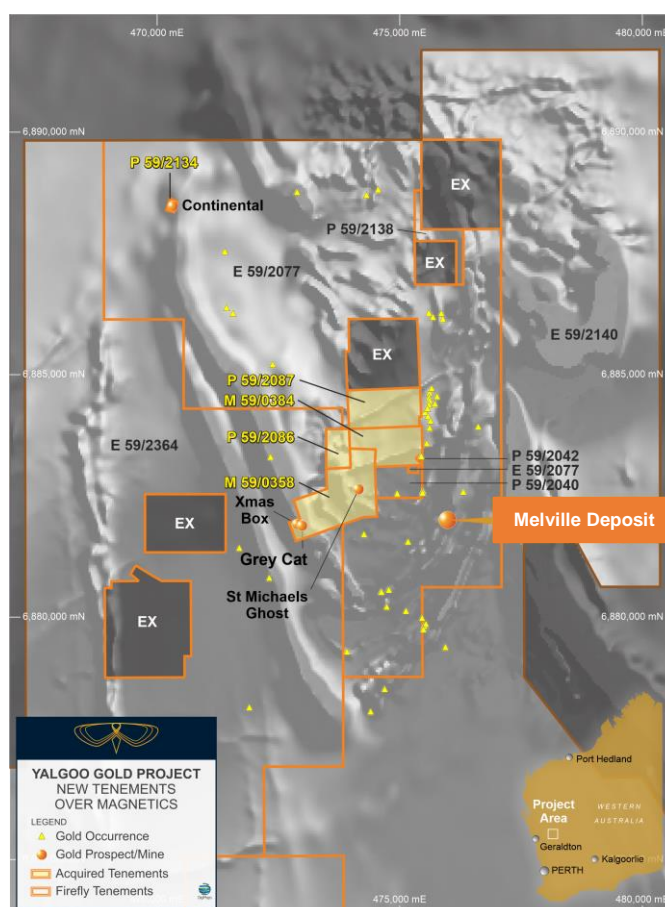 470,000 mE
475,000 mE
480,000 mE
6,890,000 mN
6,890,000 mN
P 59/2134
EX
Continental
P 59/2138
E 59/2077
EX
E 59/2140
EX
6,885,000 mN
6,885,000 mN
P 59/2087
M 59/0384
P 59/2086
E 59/2364
P 59/2042
E 59/2077
P 59/2040
M 59/0358
Xmas
Box
EX
Melville Deposit
Grey Cat
St Michaels
Ghost
EX
6,880,000 mN
6,880,000 mN
YALGOO GOLD PROJECT
NEW TENEMENTS
OVER MAGNETICS
LEGEND
Gold Occurrence
Gold Prospect/Mine
Acquired Tenements
Firefly Tenements
Port Hedland
Project
Area
WESTERN
AUSTRALIA
Geraldton
Kalgoorlie
PERTH
475,000 mE